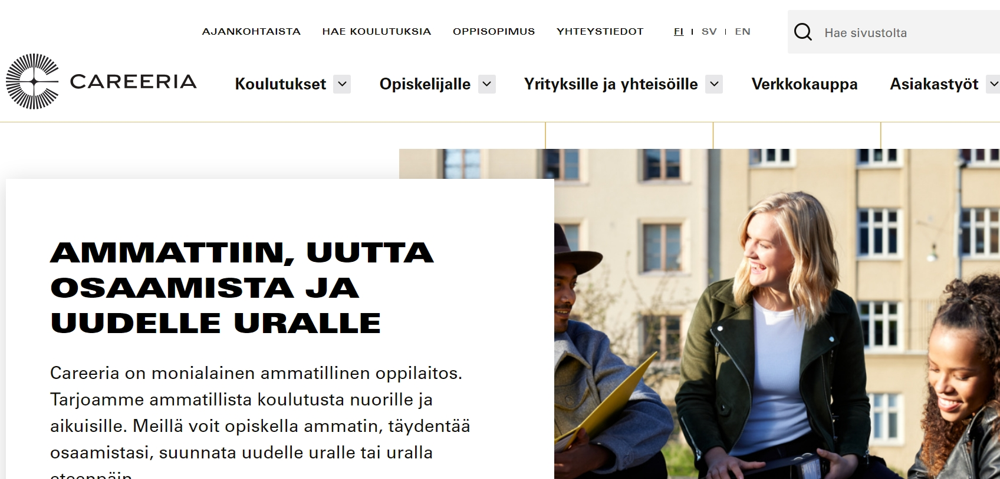 AJANKOHTAISTA HAE KOULUTUKSIA OPPISOPIMUS YHTEYSTIEDOT FI SV EN Hae sivustolta
CAREERIA Koulutukset Opiskelijalle Yrityksille ja yhteisöille Verkkokauppa Asiakastyöt
AMMATTIIN, UUTTA
OSAAMISTA JA
UUDELLE URALLE
Careeria on monialainen ammatillinen oppilaitos.
Tarjoamme ammatillista koulutusta nuorille ja
aikuisille. Meillä voit opiskella ammatin, täydentää
osaamistasi, suunnata uudelle uralle tai uralla
eteenpäin.